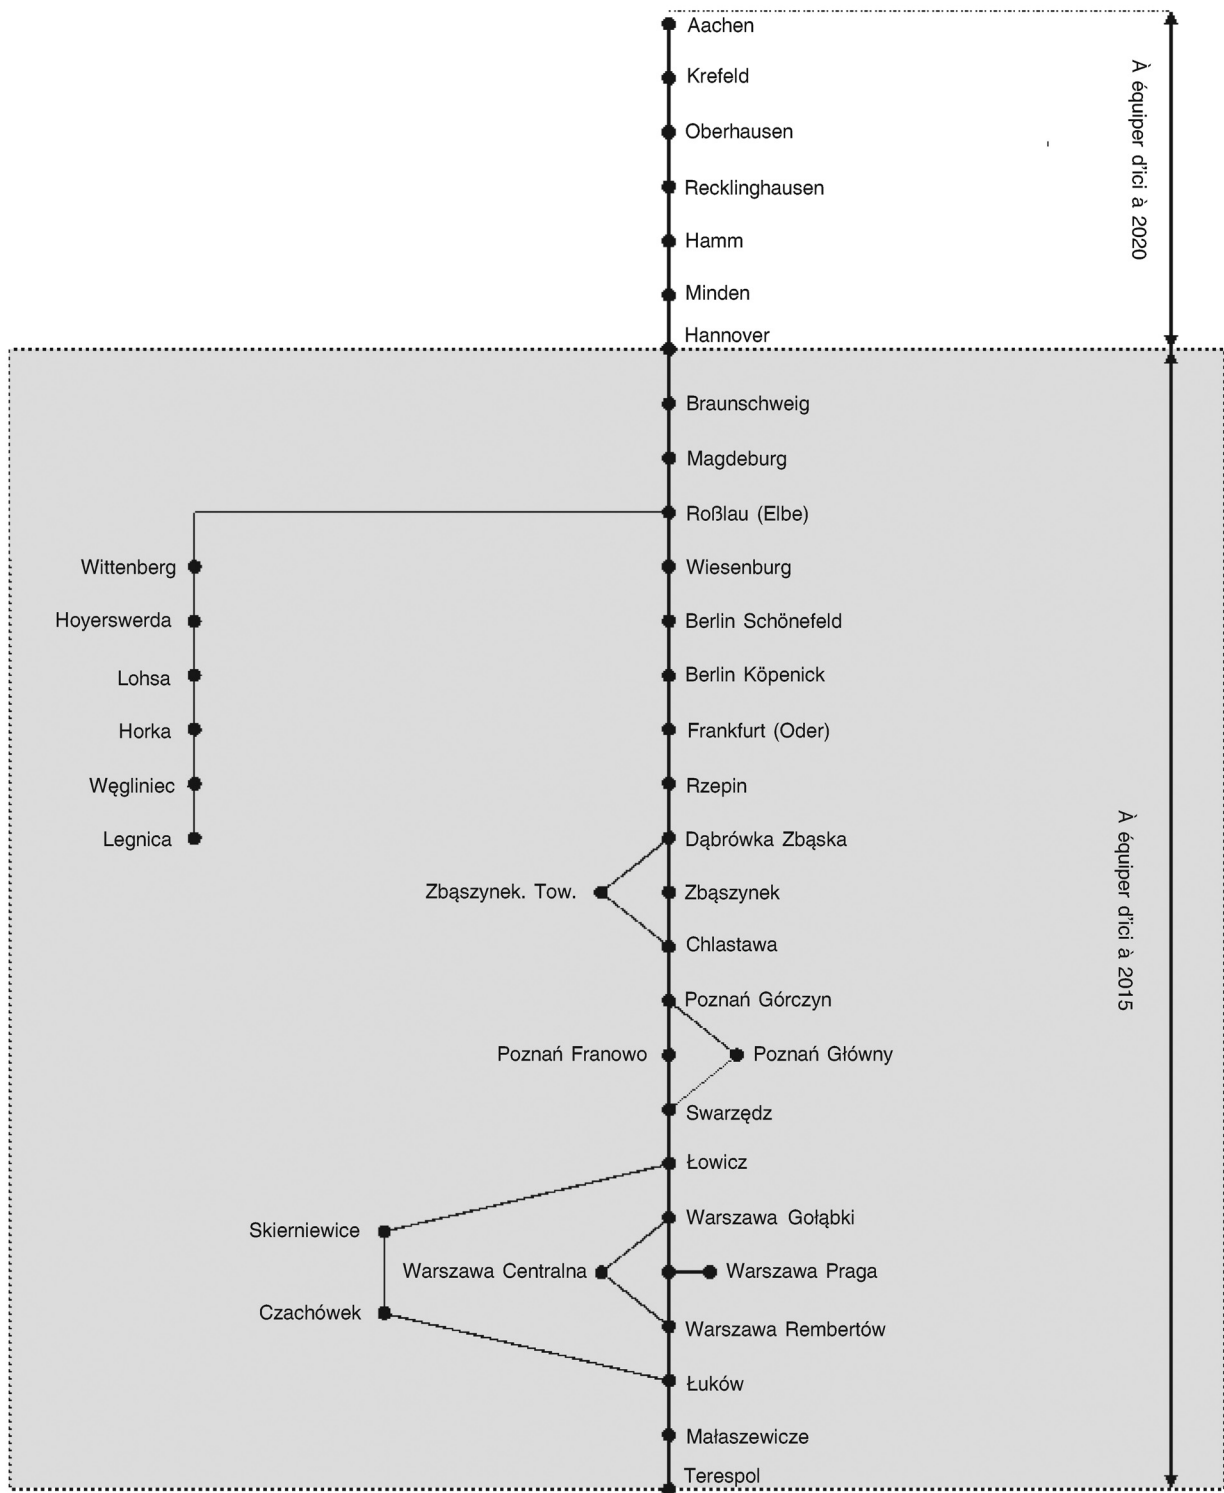 Aachen
Krefeld
Oberhausen
Recklinghausen
Hamm
Minden
Hannover
À équiper d'ici à 2020
Braunschweig
Magdeburg
Roßlau (Elbe)
Wittenberg
Wiesenburg
Hoyerswerda
Berlin Schönefeld
Lohsa
Berlin Köpenick
Horka
Frankfurt (Oder)
Węgliniec
Rzepin
Legnica
Dąbrówka Zbąska
Zbąszynek. Tow.
Zbąszynek
Chlastawa
À équiper d'ici à 2015
Poznań Górczyn
Poznań Franowo
Poznań Główny
Swarzędz
Łowicz
Skierniewice
Warszawa Gołąbki
Warszawa Centralna
Warszawa Praga
Czachówek
Warszawa Rembertów
Łuków
Małaszewicze
Terespol